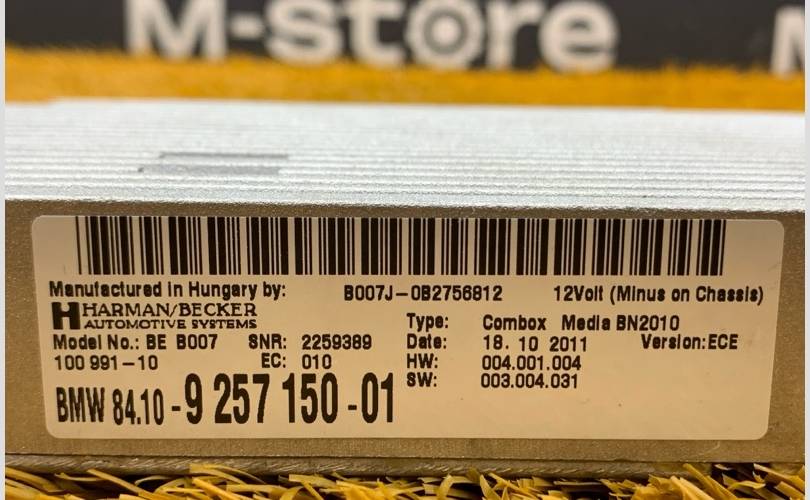 M-store
Manufactured in Hungary by: B007J-0B2756812 12Volt (Minus on Chassis)
HARMAN/BECKER
AUTOMOTIVE SYSTEMS
Type: Combox Media BN2010
Model No.: BE B007 SNR: 2259389 Date: 18. 10 2011 Version:ECE
100 991-10 EC: 010 HW: 004.001.004
SW: 003.004.031
BMW 84.10-9 257 150-01